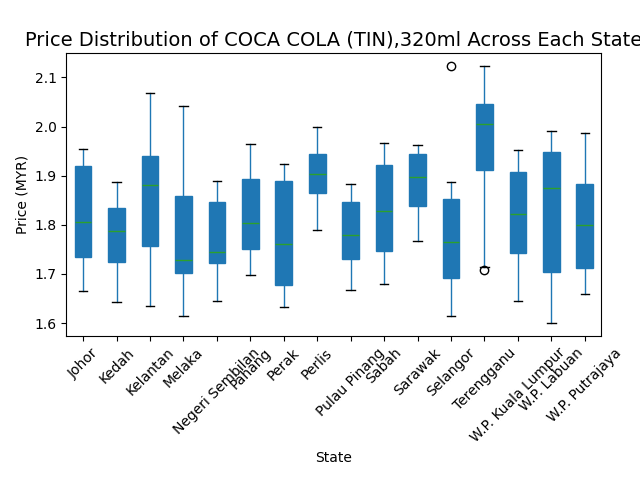 Price Distribution of COCA COLA (TIN),320ml Across Each State
Price (MYR)
2.1
2.0
1.9
1.8
1.7
1.6
Johor
Kedah
Kelantan
Melaka
Negeri Sembilan
Pahang
Perak
Perlis
Pulau Pinang
Sabah
Sarawak
Selangor
Terengganu
W.P. Kuala Lumpur
W.P. Labuan
W.P. Putrajaya
State